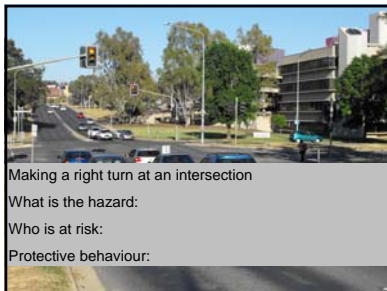 Making a right turn at an intersection
What is the hazard:
Who is at risk:
Protective behaviour: